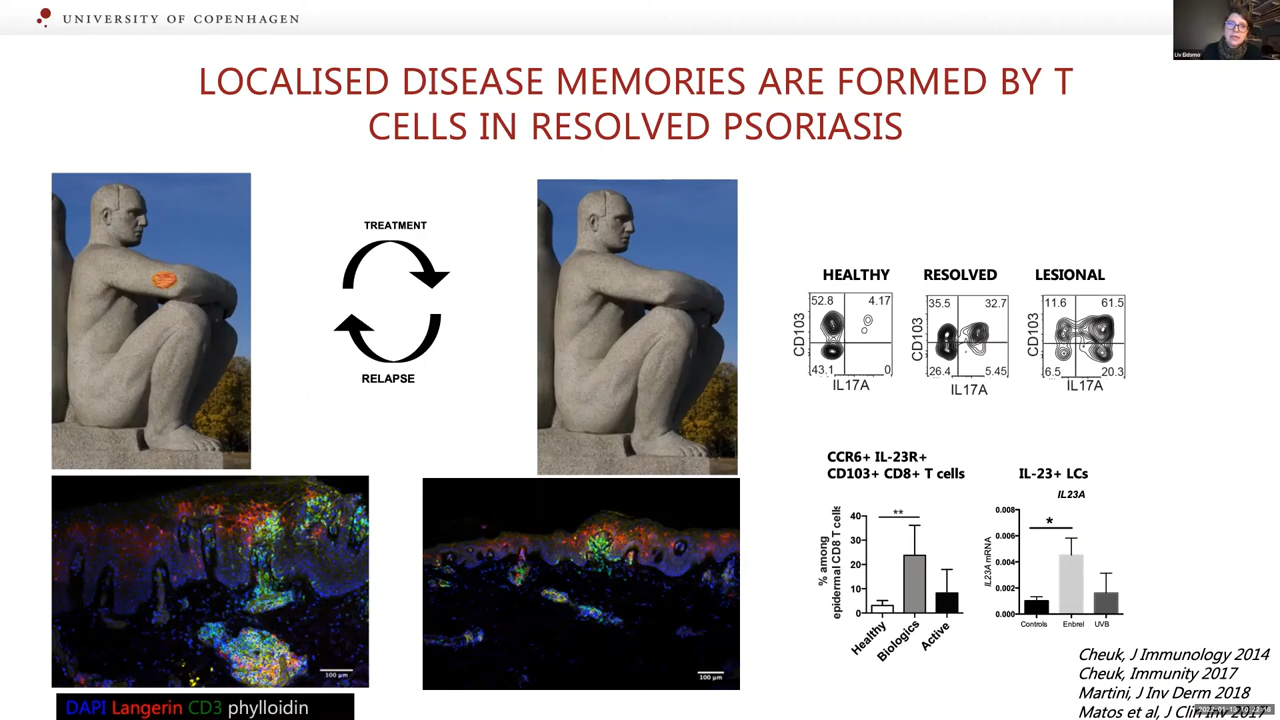 UNIVERSITY OF COPENHAGEN
Liv Eidsmo
LOCALISED DISEASE MEMORIES ARE FORMED BY T
CELLS IN RESOLVED PSORIASIS
TREATMENT
RELAPSE
HEALTHY
RESOLVED
LESIONAL
52.8
4.17
43.1
0
CD103
IL17A
35.5
32.7
26.4
5.45
CD103
IL17A
11.6
61.5
6.5
20.3
CD103
IL17A
CCR6+ IL-23R+
CD103+ CD8+ T cells
% among
epidermal CD8 T cells
40
30
20
10
0
**
Healthy
Biologics
Active
IL-23+ LCs
IL23A
IL23A mRNA
0.008
0.006
0.004
0.002
0.000
*
Controls
Enbrel
UVB
100 μm
100 μm
DAPI Langerin CD3 phylloidin
Cheuk, J Immunology 2014
Cheuk, Immunity 2017
Martini, J Inv Derm 2018
Matos et al, J Clin Inv 2017